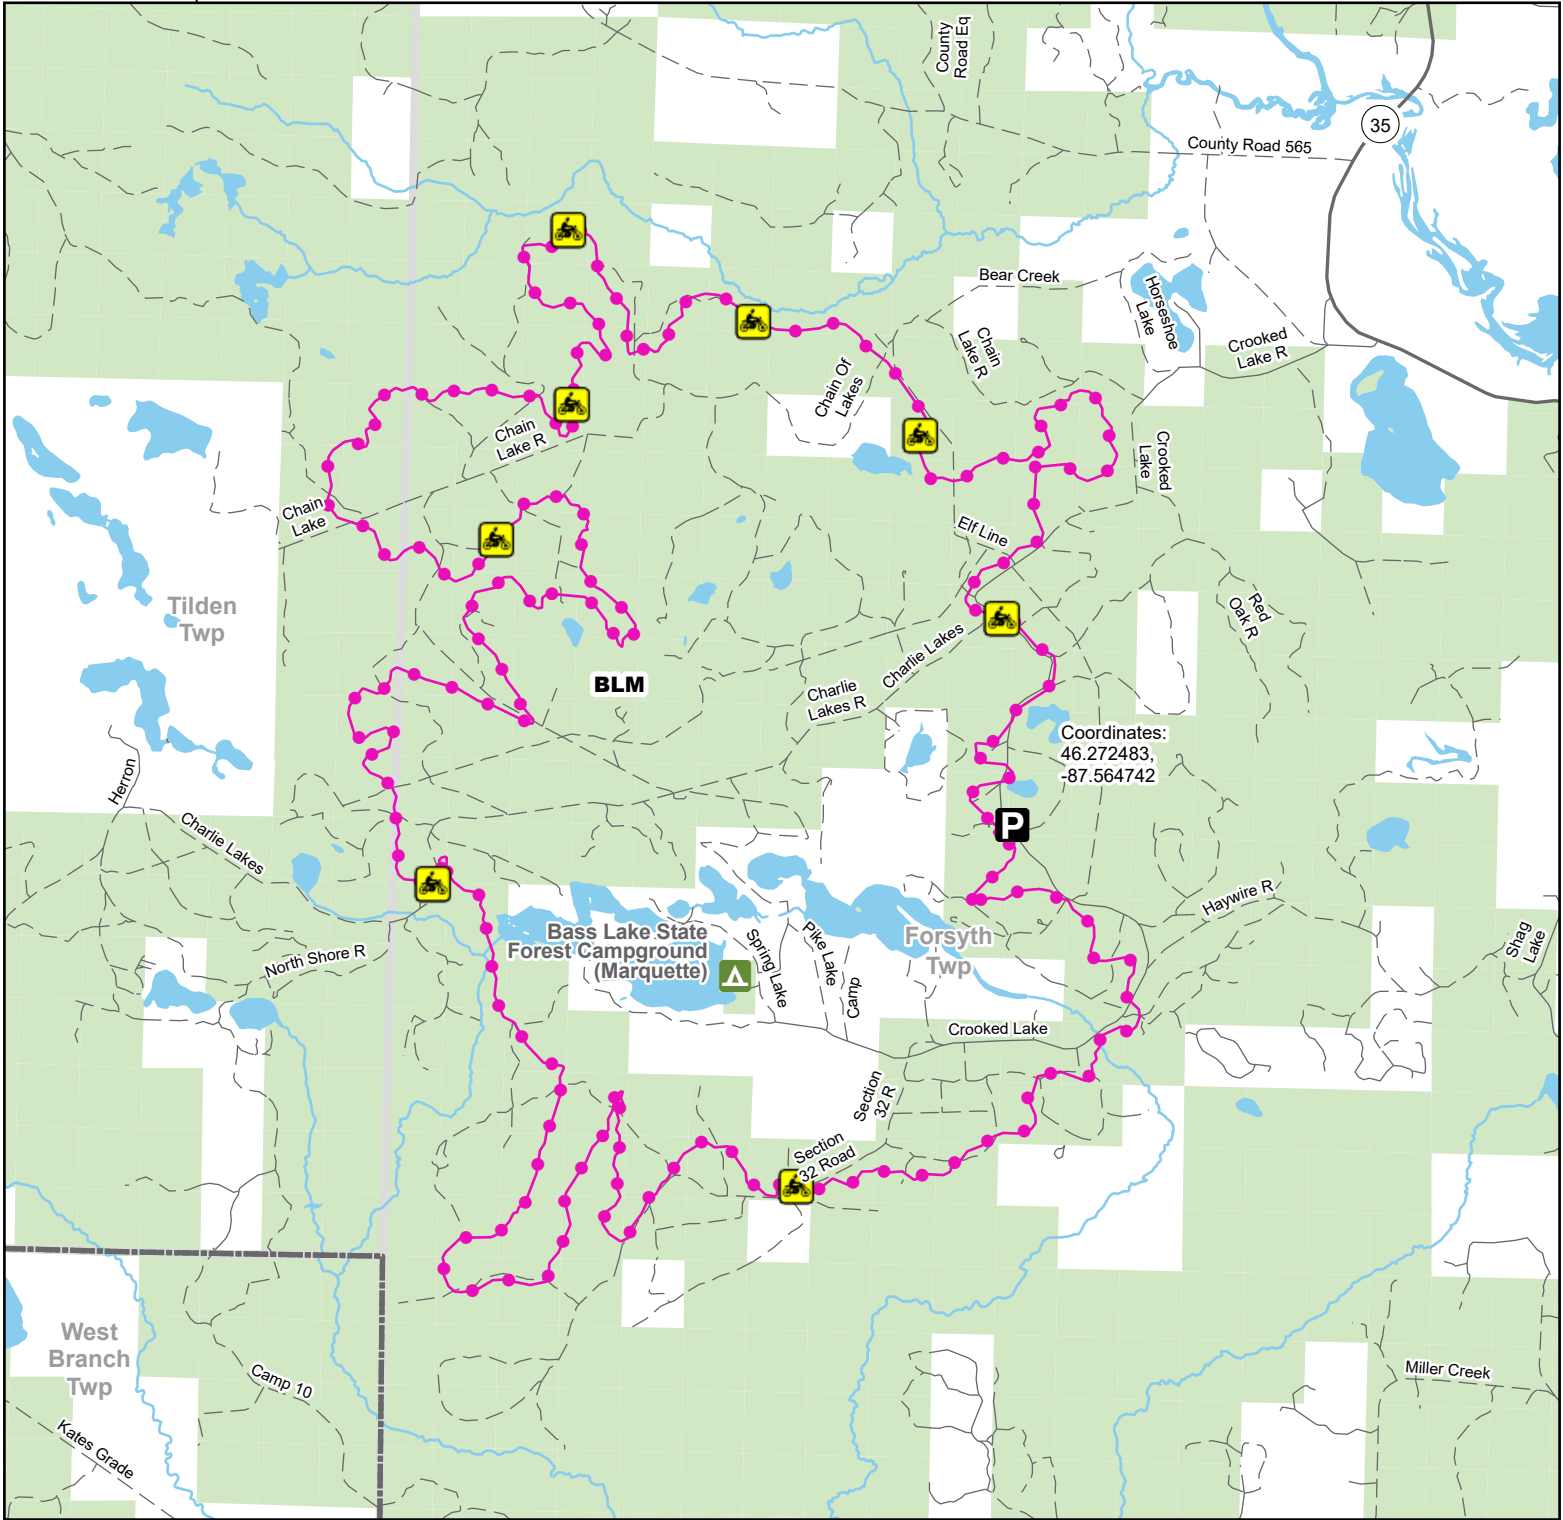 County
Road Eq
35
County Road 565
Bear Creek
Horseshoe
Lake
Crooked
Lake R
Chain
Lake R
Chain Of
Lakes
Chain
Lake R
Crooked
Lake
Chain
Lake
Elf Line
Tilden
Twp
Red
Oak R
Charlie Lakes
BLM
Charlie
Lakes R
Coordinates:
46.272483,
-87.564742
Herron
P
Charlie Lakes
Haywire R
Bass Lake State
Forest Campground
(Marquette)
Spring Lake
Pike Lake
Camp
Forsyth
Twp
Shag
Lake
North Shore R
Crooked Lake
Section
32 R
Section
32 Road
West
Branch
Twp
Camp 10
Miller Creek
Kates Grade